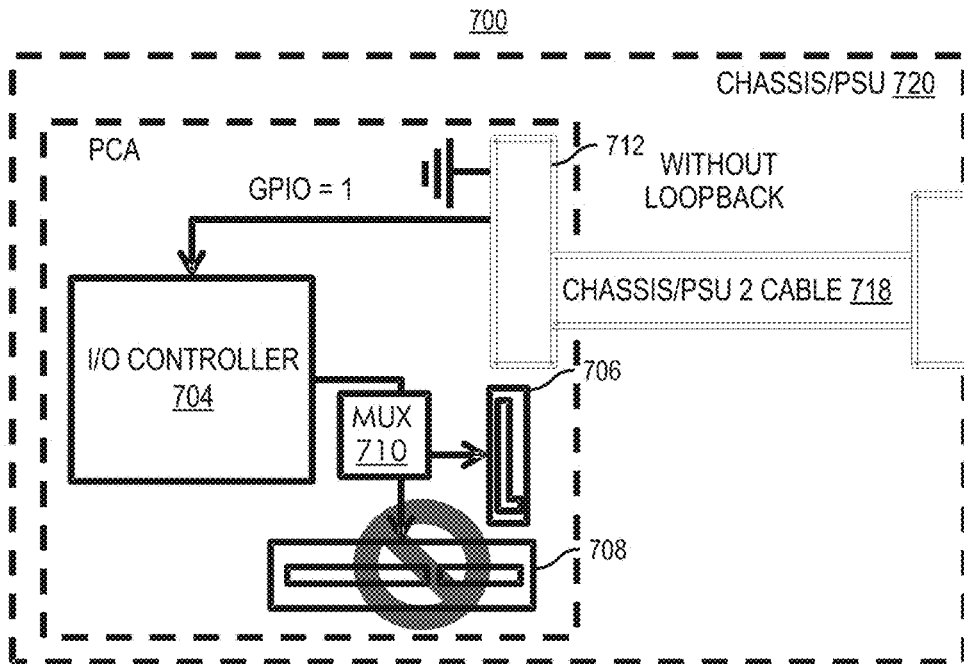 700
CHASSIS/PSU 720
PCA
712
WITHOUT
LOOPBACK
GPIO = 1
CHASSIS/PSU 2 CABLE 718
I/O CONTROLLER
704
706
MUX
710
708